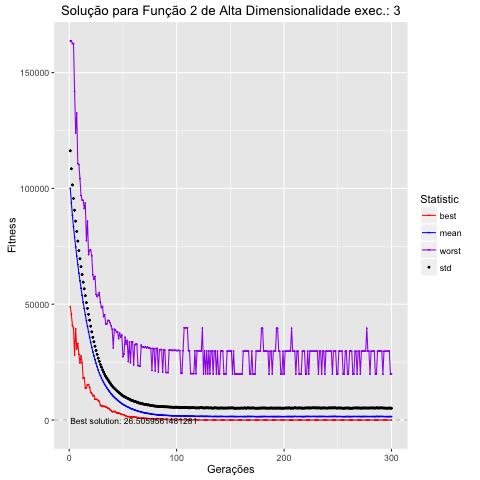 Solução para Função 2 de Alta Dimensionalidade exec.: 3
150000
100000
50000
0
Fitness
Best solution: 26.5059561481281
0
100
200
300
Gerações
Statistic
best
mean
worst
std